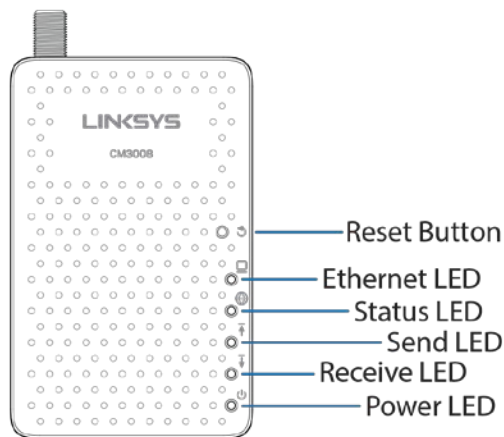 LINKSYS
CM3008
Reset Button
Ethernet LED
Status LED
Send LED
Receive LED
Power LED